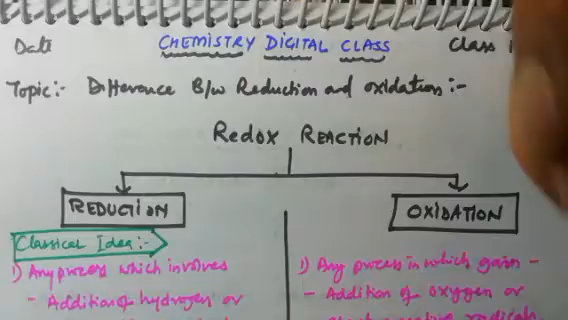 Date CHEMISTRY DIGITAL CLASS Class
Topic:- Difference B/w Reduction and oxidation:-
Redox REACTION
REDUCTION OXIDATION
Classical Idea:-
1) Any process which involves
- Addition of hydrogen or
1) Any process in which gain -
- Addition of oxygen or